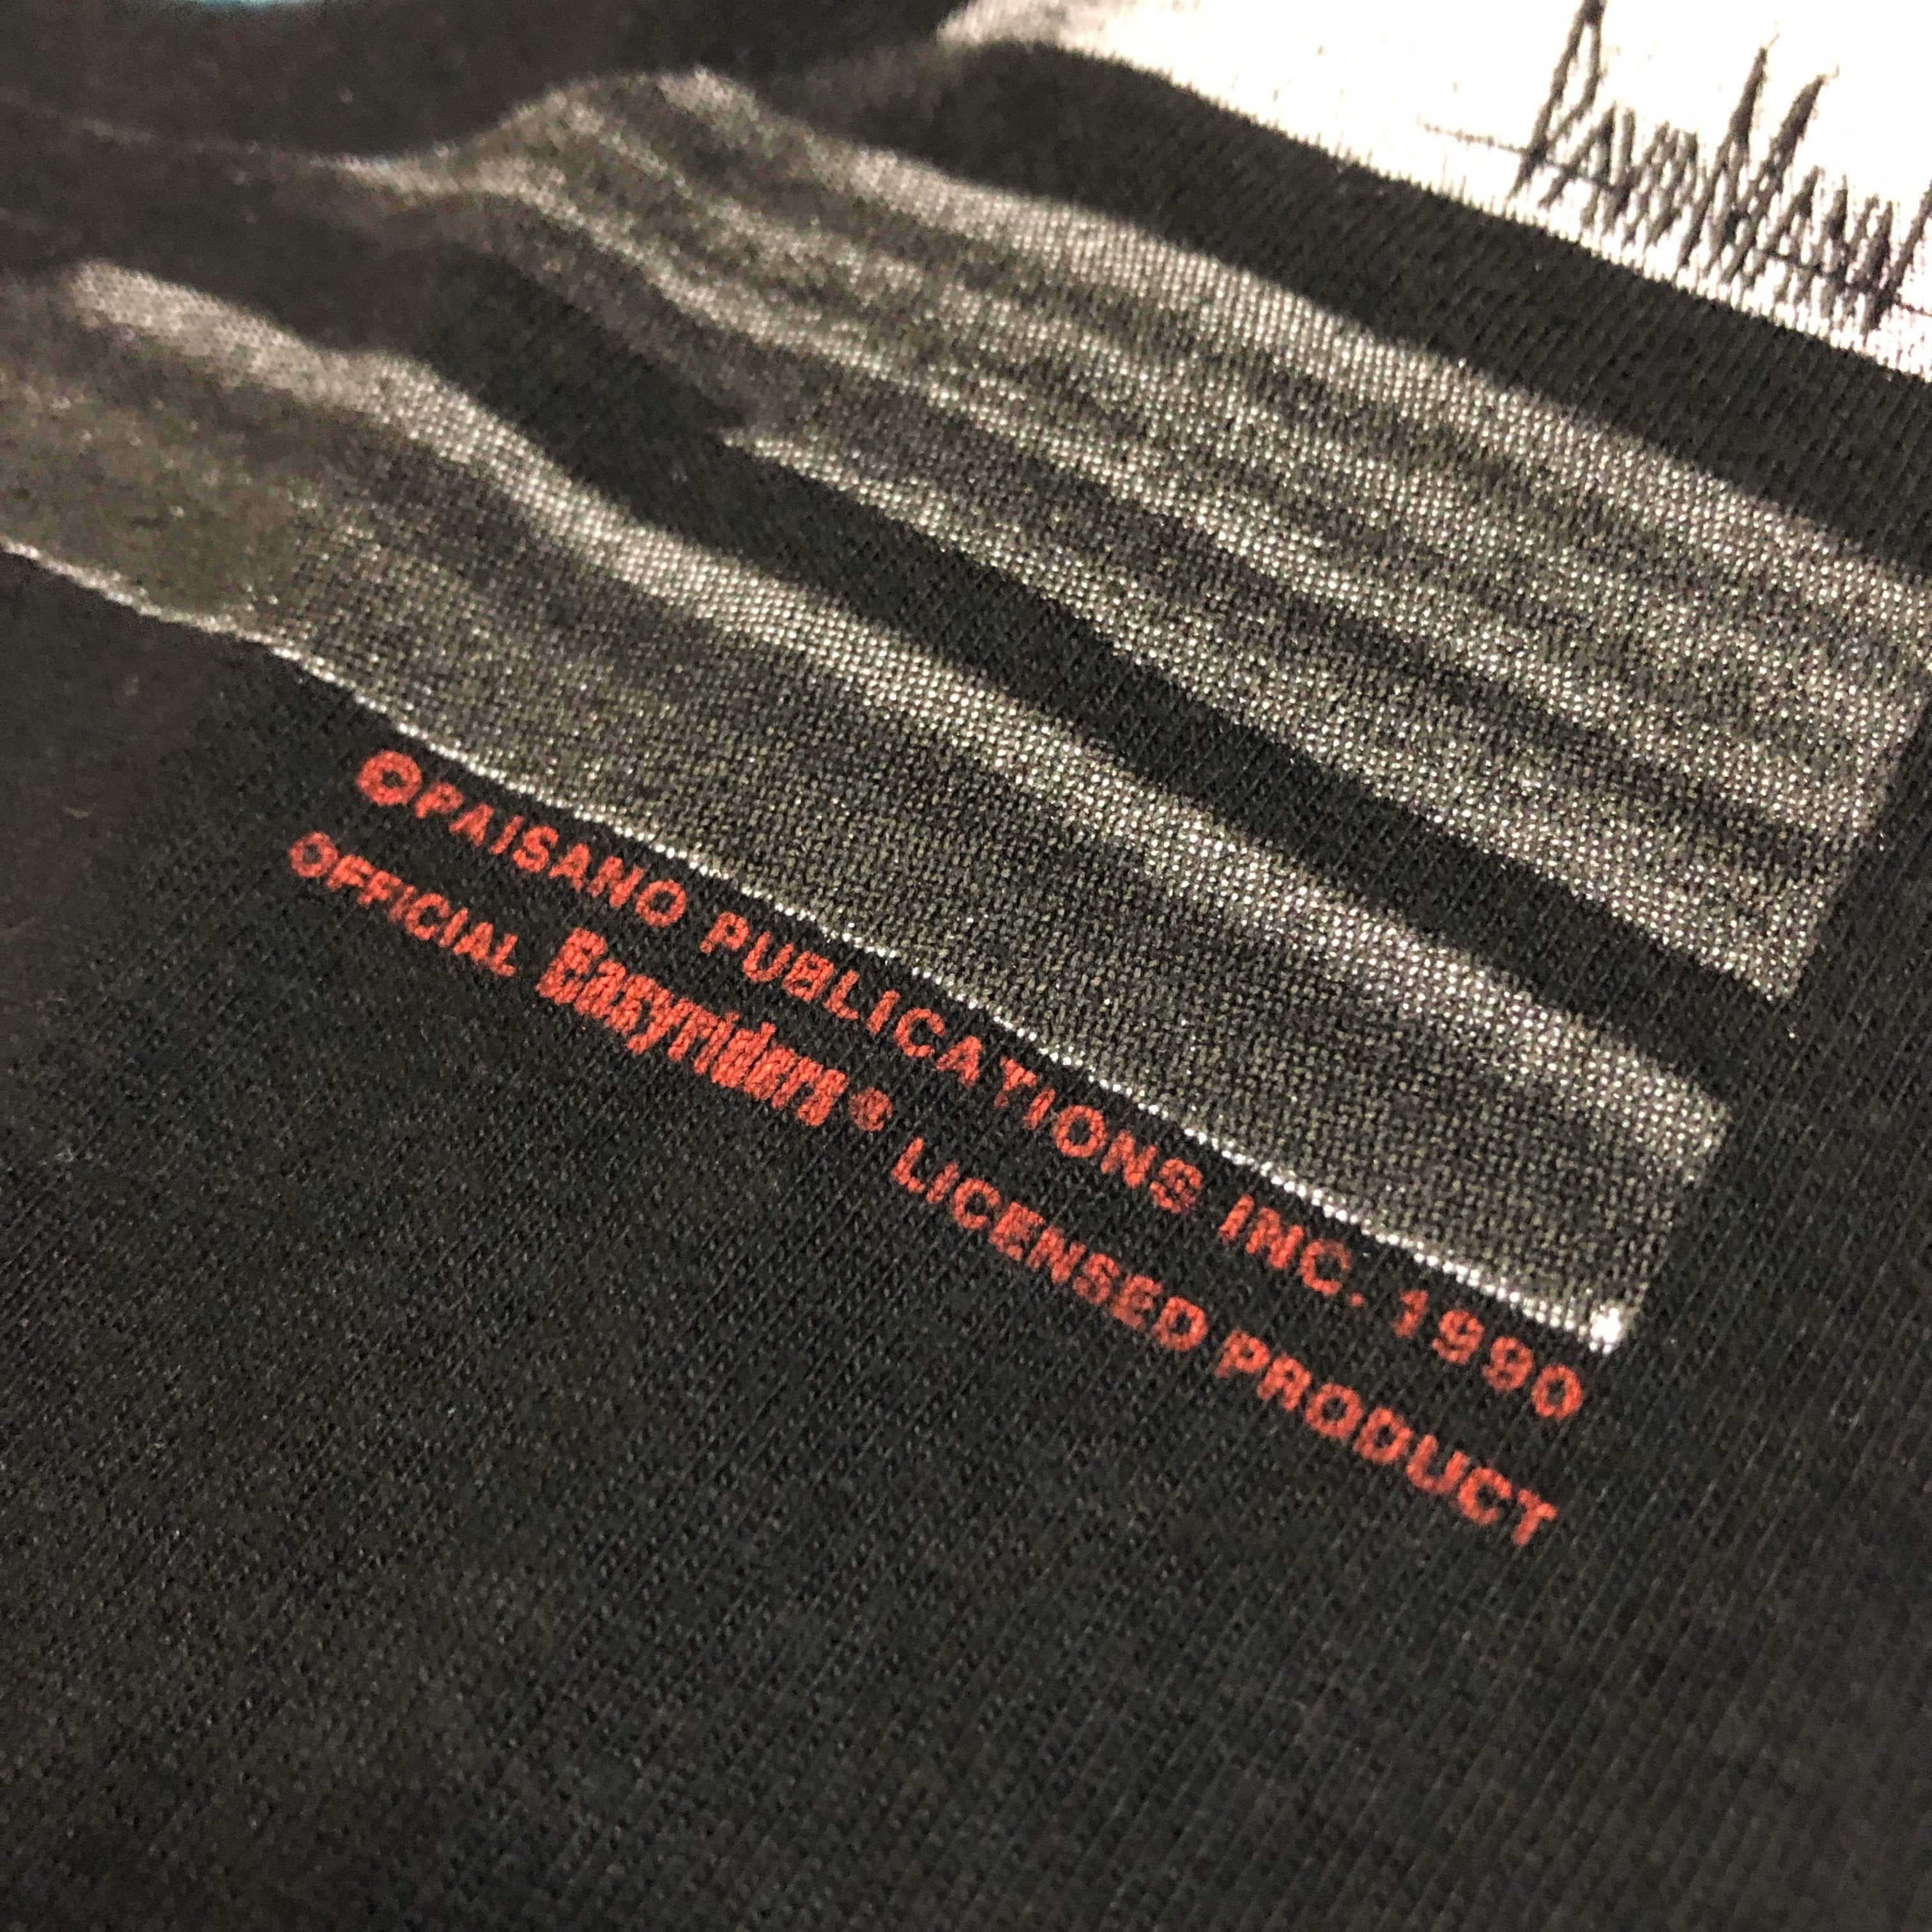 ©PAISANO PUBLICATIONS INC. 1990
OFFICIAL Easyriders® LICENSED PRODUCT